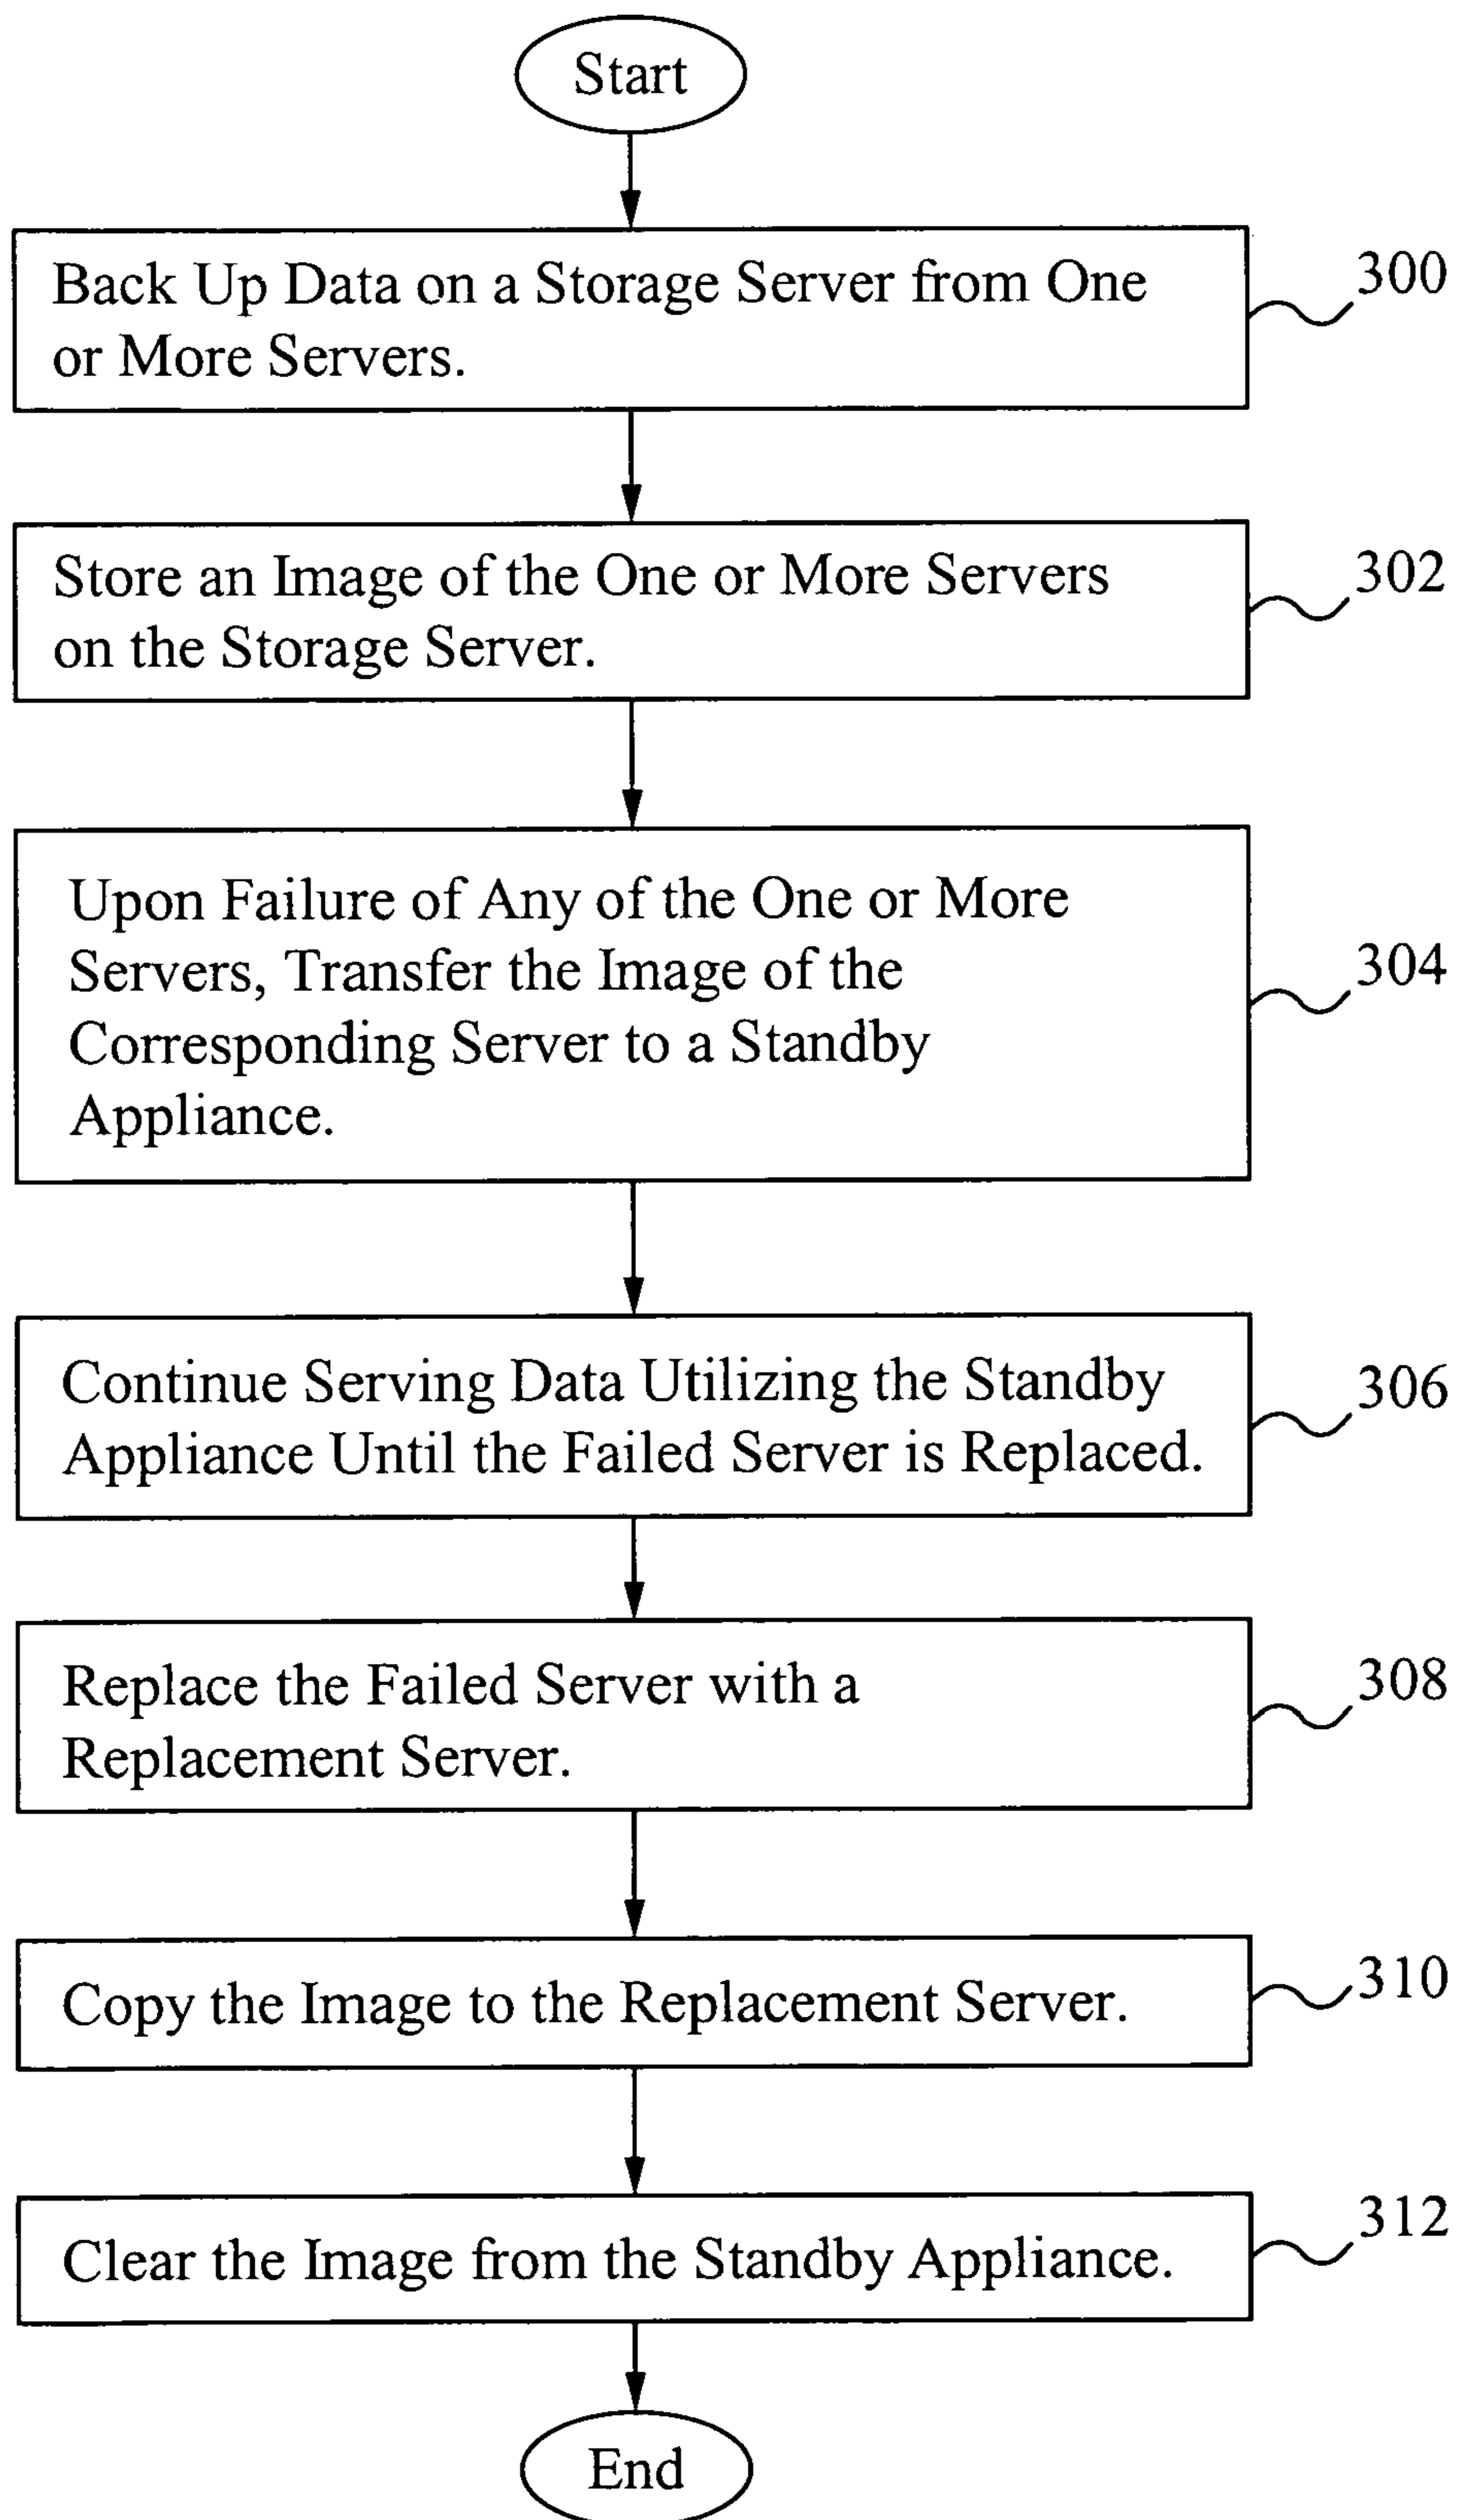 Start
Back Up Data on a Storage Server from One
or More Servers.
300
Store an Image of the One or More Servers
on the Storage Server.
302
Upon Failure of Any of the One or More
Servers, Transfer the Image of the
Corresponding Server to a Standby
Appliance.
304
Continue Serving Data Utilizing the Standby
Appliance Until the Failed Server is Replaced.
306
Replace the Failed Server with a
Replacement Server.
308
Copy the Image to the Replacement Server.
310
Clear the Image from the Standby Appliance.
312
End